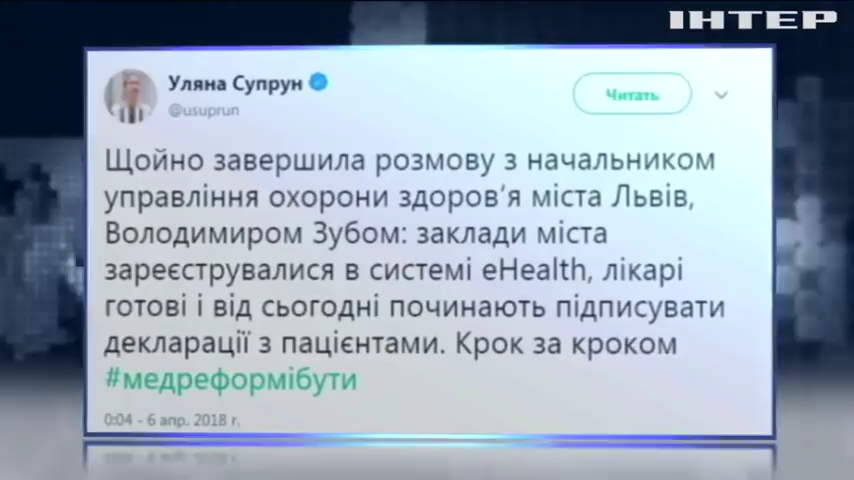 ІНТЕР
Уляна Супрун
@usuprun
Читать
Щойно завершила розмову з начальником
управління охорони здоров’я міста Львів,
Володимиром Зубом: заклади міста
зареєструвалися в системі eHealth, лікарі
готові і від сьогодні починають підписувати
декларації з пацієнтами. Крок за кроком
#медреформібути
0:04 - 6 апр. 2018 г.